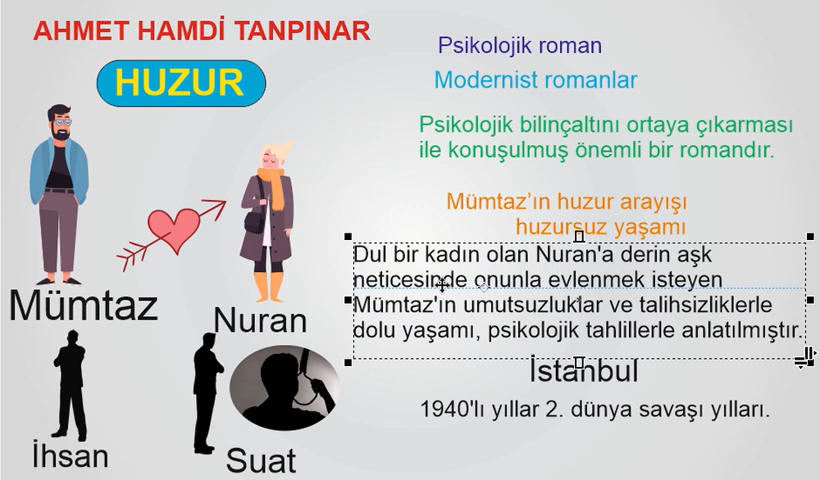 AHMET HAMDİ TANPINAR
HUZUR
Mümtaz
Nuran
İhsan
Suat
Psikolojik roman
Modernist romanlar
Psikolojik bilinçaltını ortaya çıkarması
ile konuşulmuş önemli bir romandır.
Mümtaz'ın huzur arayışı
huzursuz yaşamı
Dul bir kadın olan Nuran'a derin aşk
neticesinde onunla evlenmek isteyen
Mümtaz'ın umutsuzluklar ve talihsizliklerle
dolu yaşamı, psikolojik tahlillerle anlatılmıştır.
İstanbul
1940'lı yıllar 2. dünya savaşı yılları.